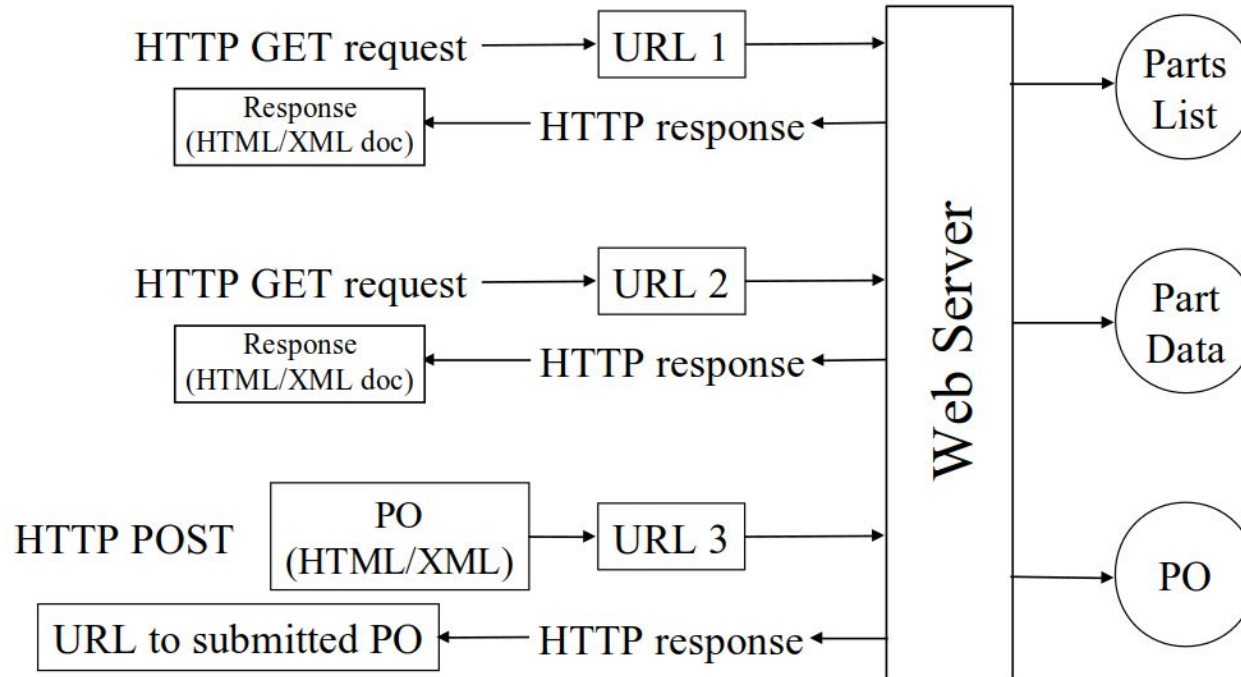 HTTP GET request
URL 1
Response
(HTML/XML doc)
HTTP response
Parts
List
HTTP GET request
URL 2
Response
(HTML/XML doc)
HTTP response
Part
Data
Web Server
HTTP POST
PO
(HTML/XML)
URL 3
PO
URL to submitted PO
HTTP response